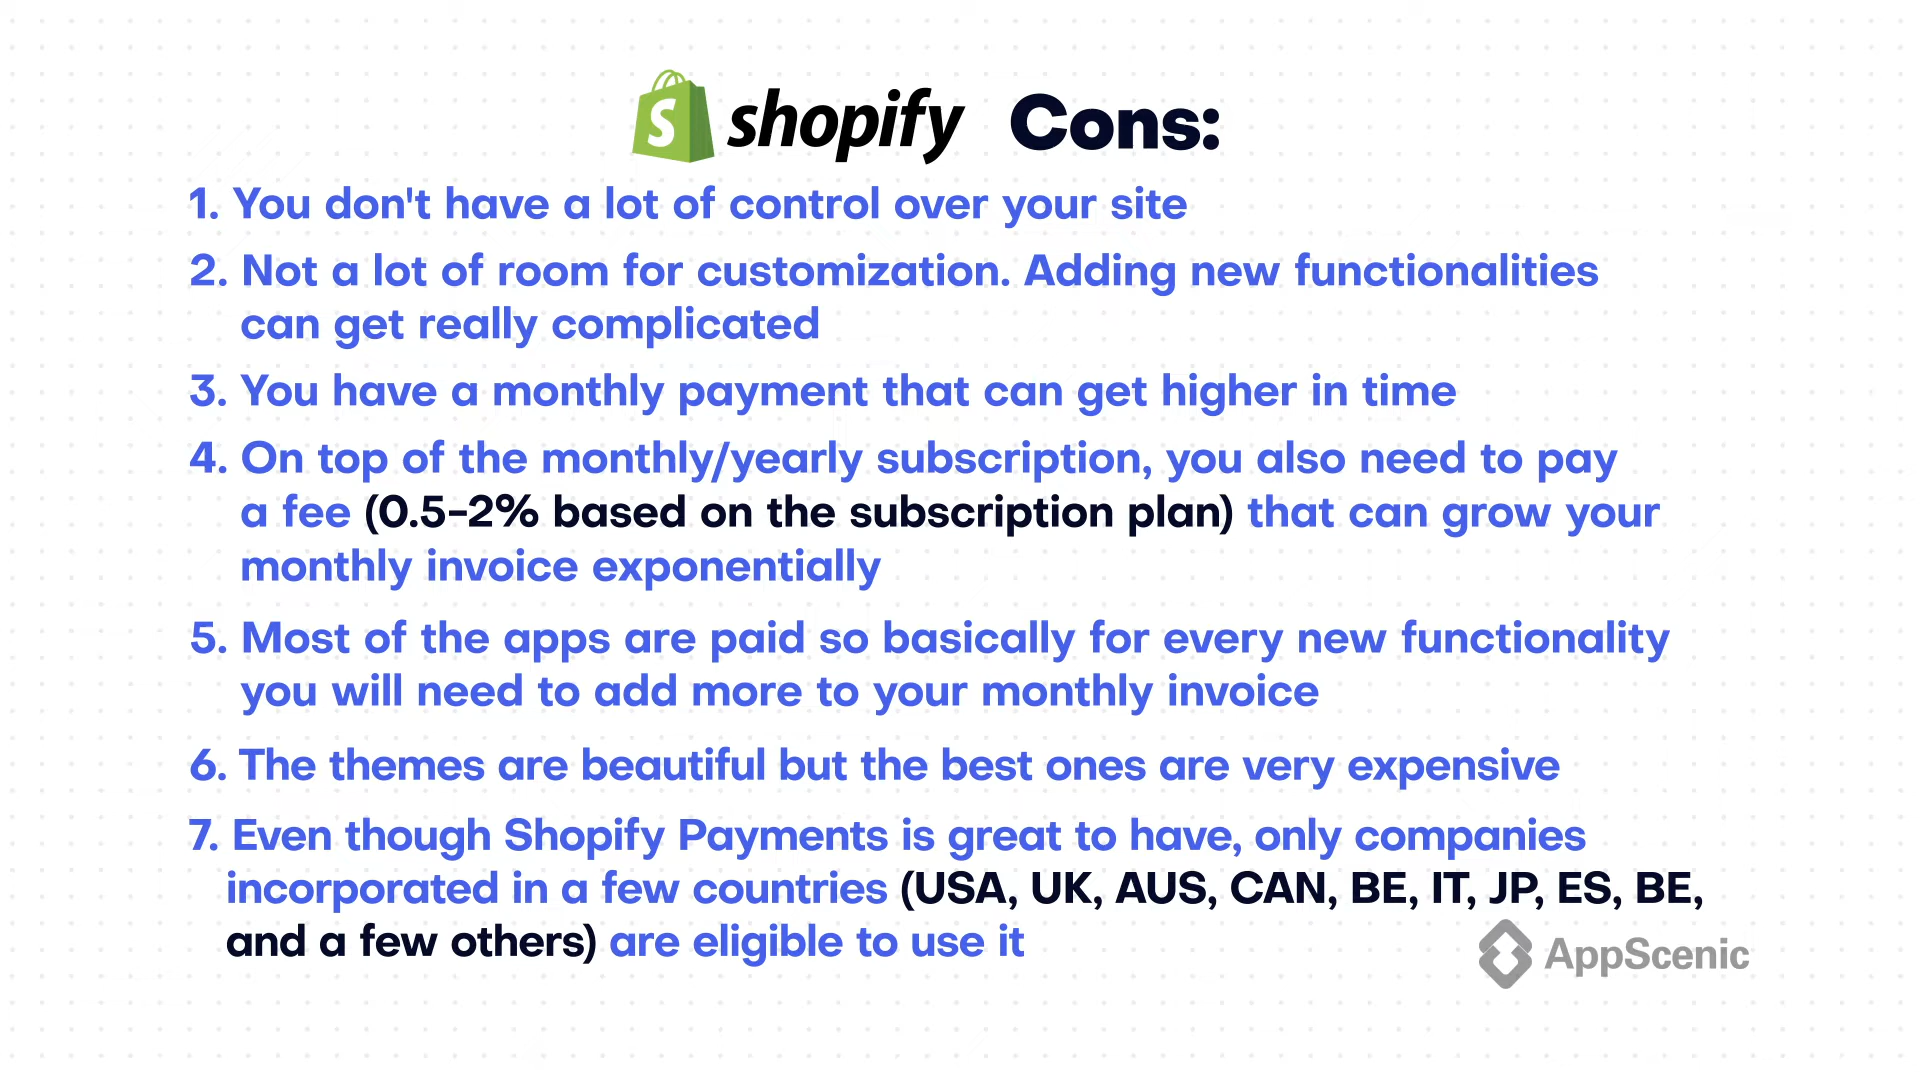 shopify Cons:
1. You don't have a lot of control over your site
2. Not a lot of room for customization. Adding new functionalities
can get really complicated
3. You have a monthly payment that can get higher in time
4. On top of the monthly/yearly subscription, you also need to pay
a fee (0.5-2% based on the subscription plan) that can grow your
monthly invoice exponentially
5. Most of the apps are paid so basically for every new functionality
you will need to add more to your monthly invoice
6. The themes are beautiful but the best ones are very expensive
7. Even though Shopify Payments is great to have, only companies
incorporated in a few countries (USA, UK, AUS, CAN, BE, IT, JP, ES, BE,
and a few others) are eligible to use it
AppScenic